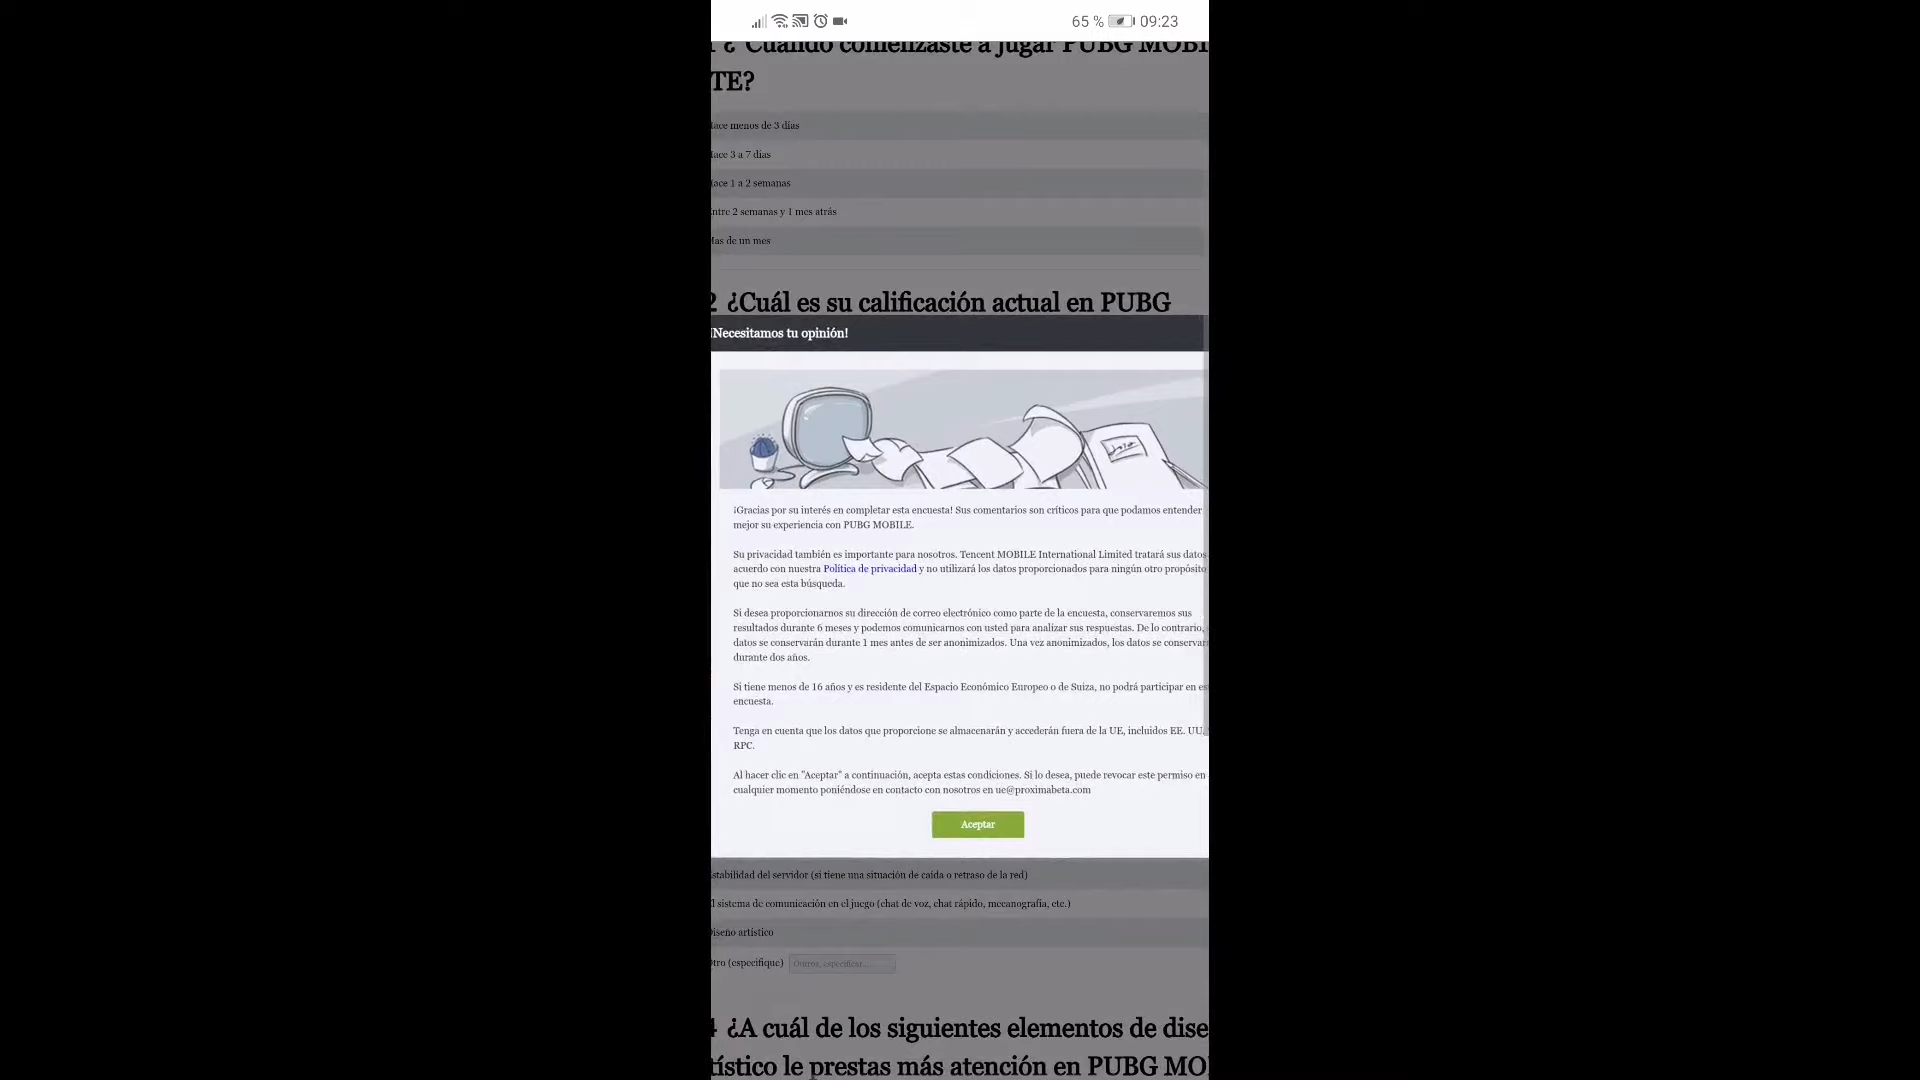 65 % 09:23
¿ Cuándo comenzaste a jugar PUBG
TE?
ace menos de 3 días
ace 3 a 7 días
ace 1 a 2 semanas
ntre 2 semanas y 1 mes atrás
Mas de un mes
2 ¿Cuál es su calificación actual en PUBG
¡Necesitamos tu opinión!
¡Gracias por su interés en completar esta encuesta! Sus comentarios son críticos para que podamos entender
mejor su experiencia con PUBG MOBILE.
Su privacidad también es importante para nosotros. Tencent MOBILE International Limited tratará sus datos
acuerdo con nuestra Política de privacidad y no utilizará los datos proporcionados para ningún otro propósito
que no sea esta búsqueda.
Si desea proporcionarnos su dirección de correo electrónico como parte de la encuesta, conservaremos sus
resultados durante 6 meses y podemos comunicarnos con usted para analizar sus respuestas. De lo contrario,
datos se conservarán durante 1 mes antes de ser anonimizados. Una vez anonimizados, los datos se conservar
durante dos años.
Si tiene menos de 16 años y es residente del Espacio Económico Europeo o de Suiza, no podrá participar en es
encuesta.
Tenga en cuenta que los datos que proporcione se almacenarán y accederán fuera de la UE, incluidos EE. UU.
RPC.
Al hacer clic en "Aceptar" a continuación, acepta estas condiciones. Si lo desea, puede revocar este permiso en
cualquier momento poniéndose en contacto con nosotros en ue@proximabeta.com
Aceptar
stabilidad del servidor (si tiene una situación de caída o retraso de la red)
l sistema de comunicación en el juego (chat de voz, chat rápido, mecanografía, etc.)
Diseño artístico
Otro (especifique) Outros, especificar
4 ¿A cuál de los siguientes elementos de dise
tístico le prestas más atención en PUBG MO